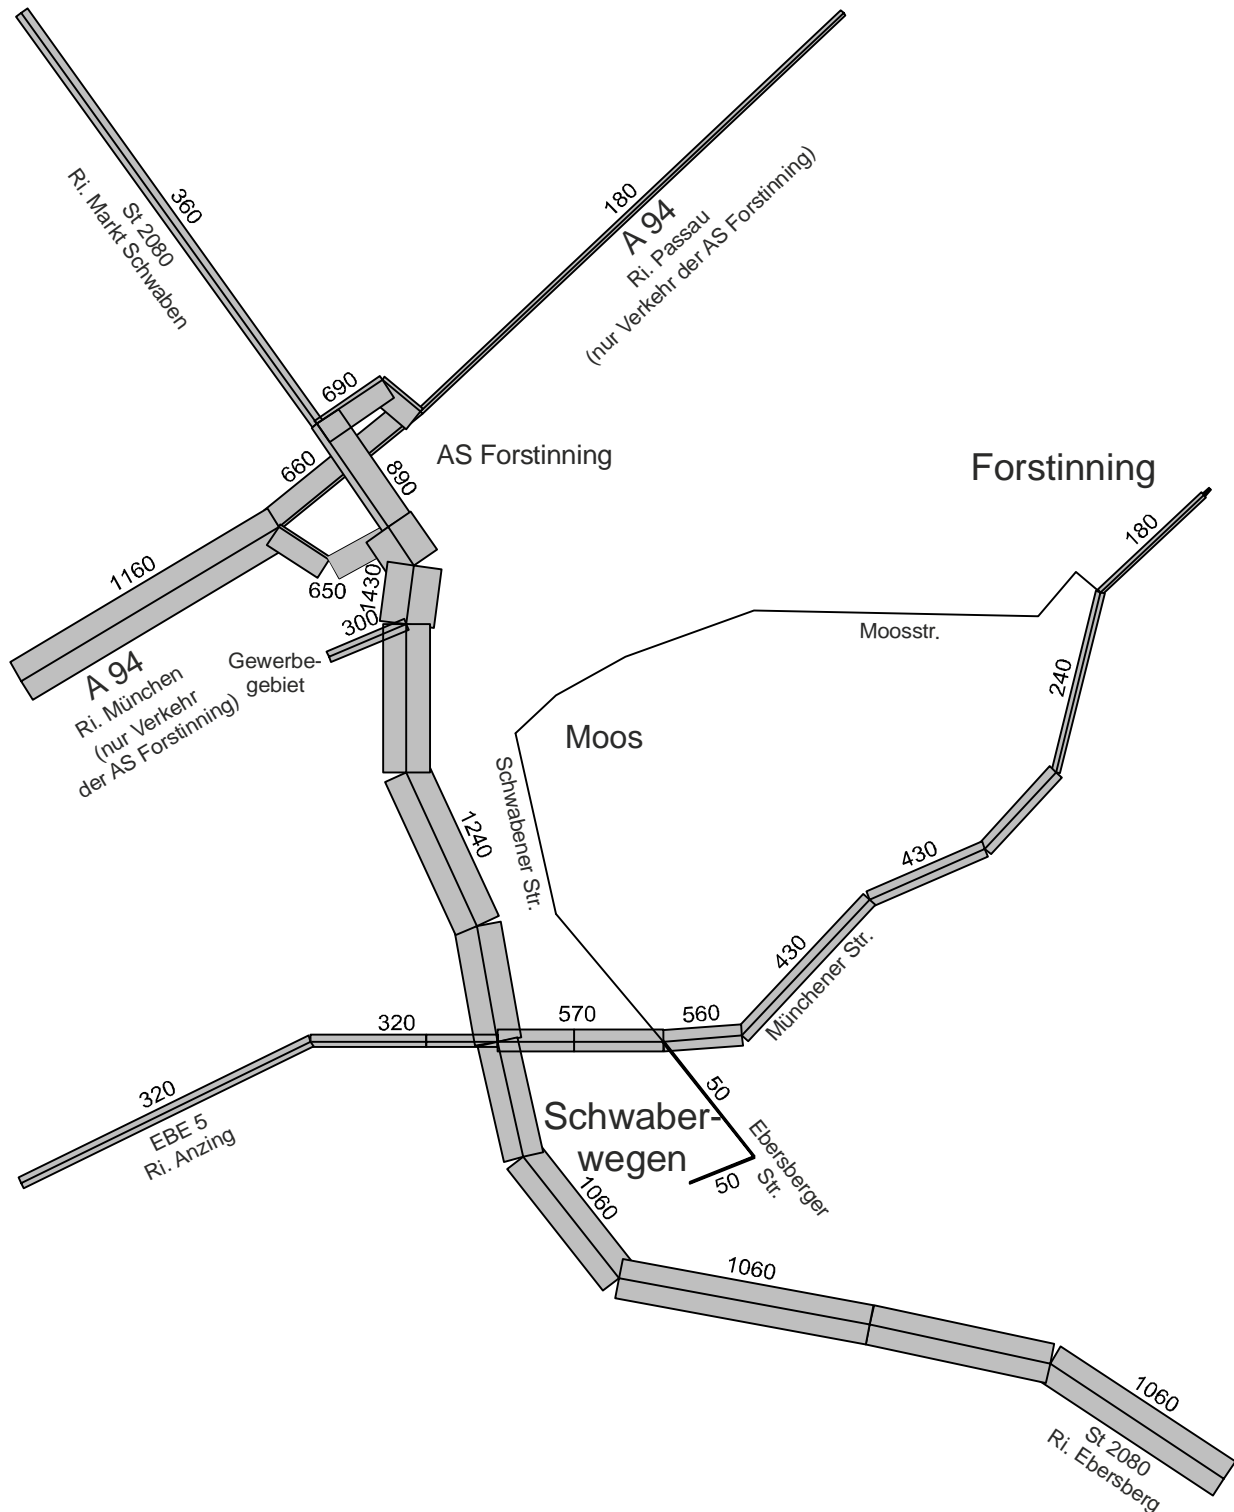 360
St 2080
Ri. Markt Schwaben
180
A 94
Ri. Passau
(nur Verkehr der AS Forstinning)
690
660
890
AS Forstinning
Forstinning
180
1160
650
1430
300
Gewerbe-
gebiet
A 94
Ri. München
(nur Verkehr
der AS Forstinning)
Moosstr.
240
Moos
Schwabener Str.
1240
430
430
Münchener Str.
320
570
560
320
EBE 5
Ri. Anzing
50
Schwaber-
wegen
50
Ebersberger
Str.
1060
1060
1060
St 2080
Ri. Ebersberg